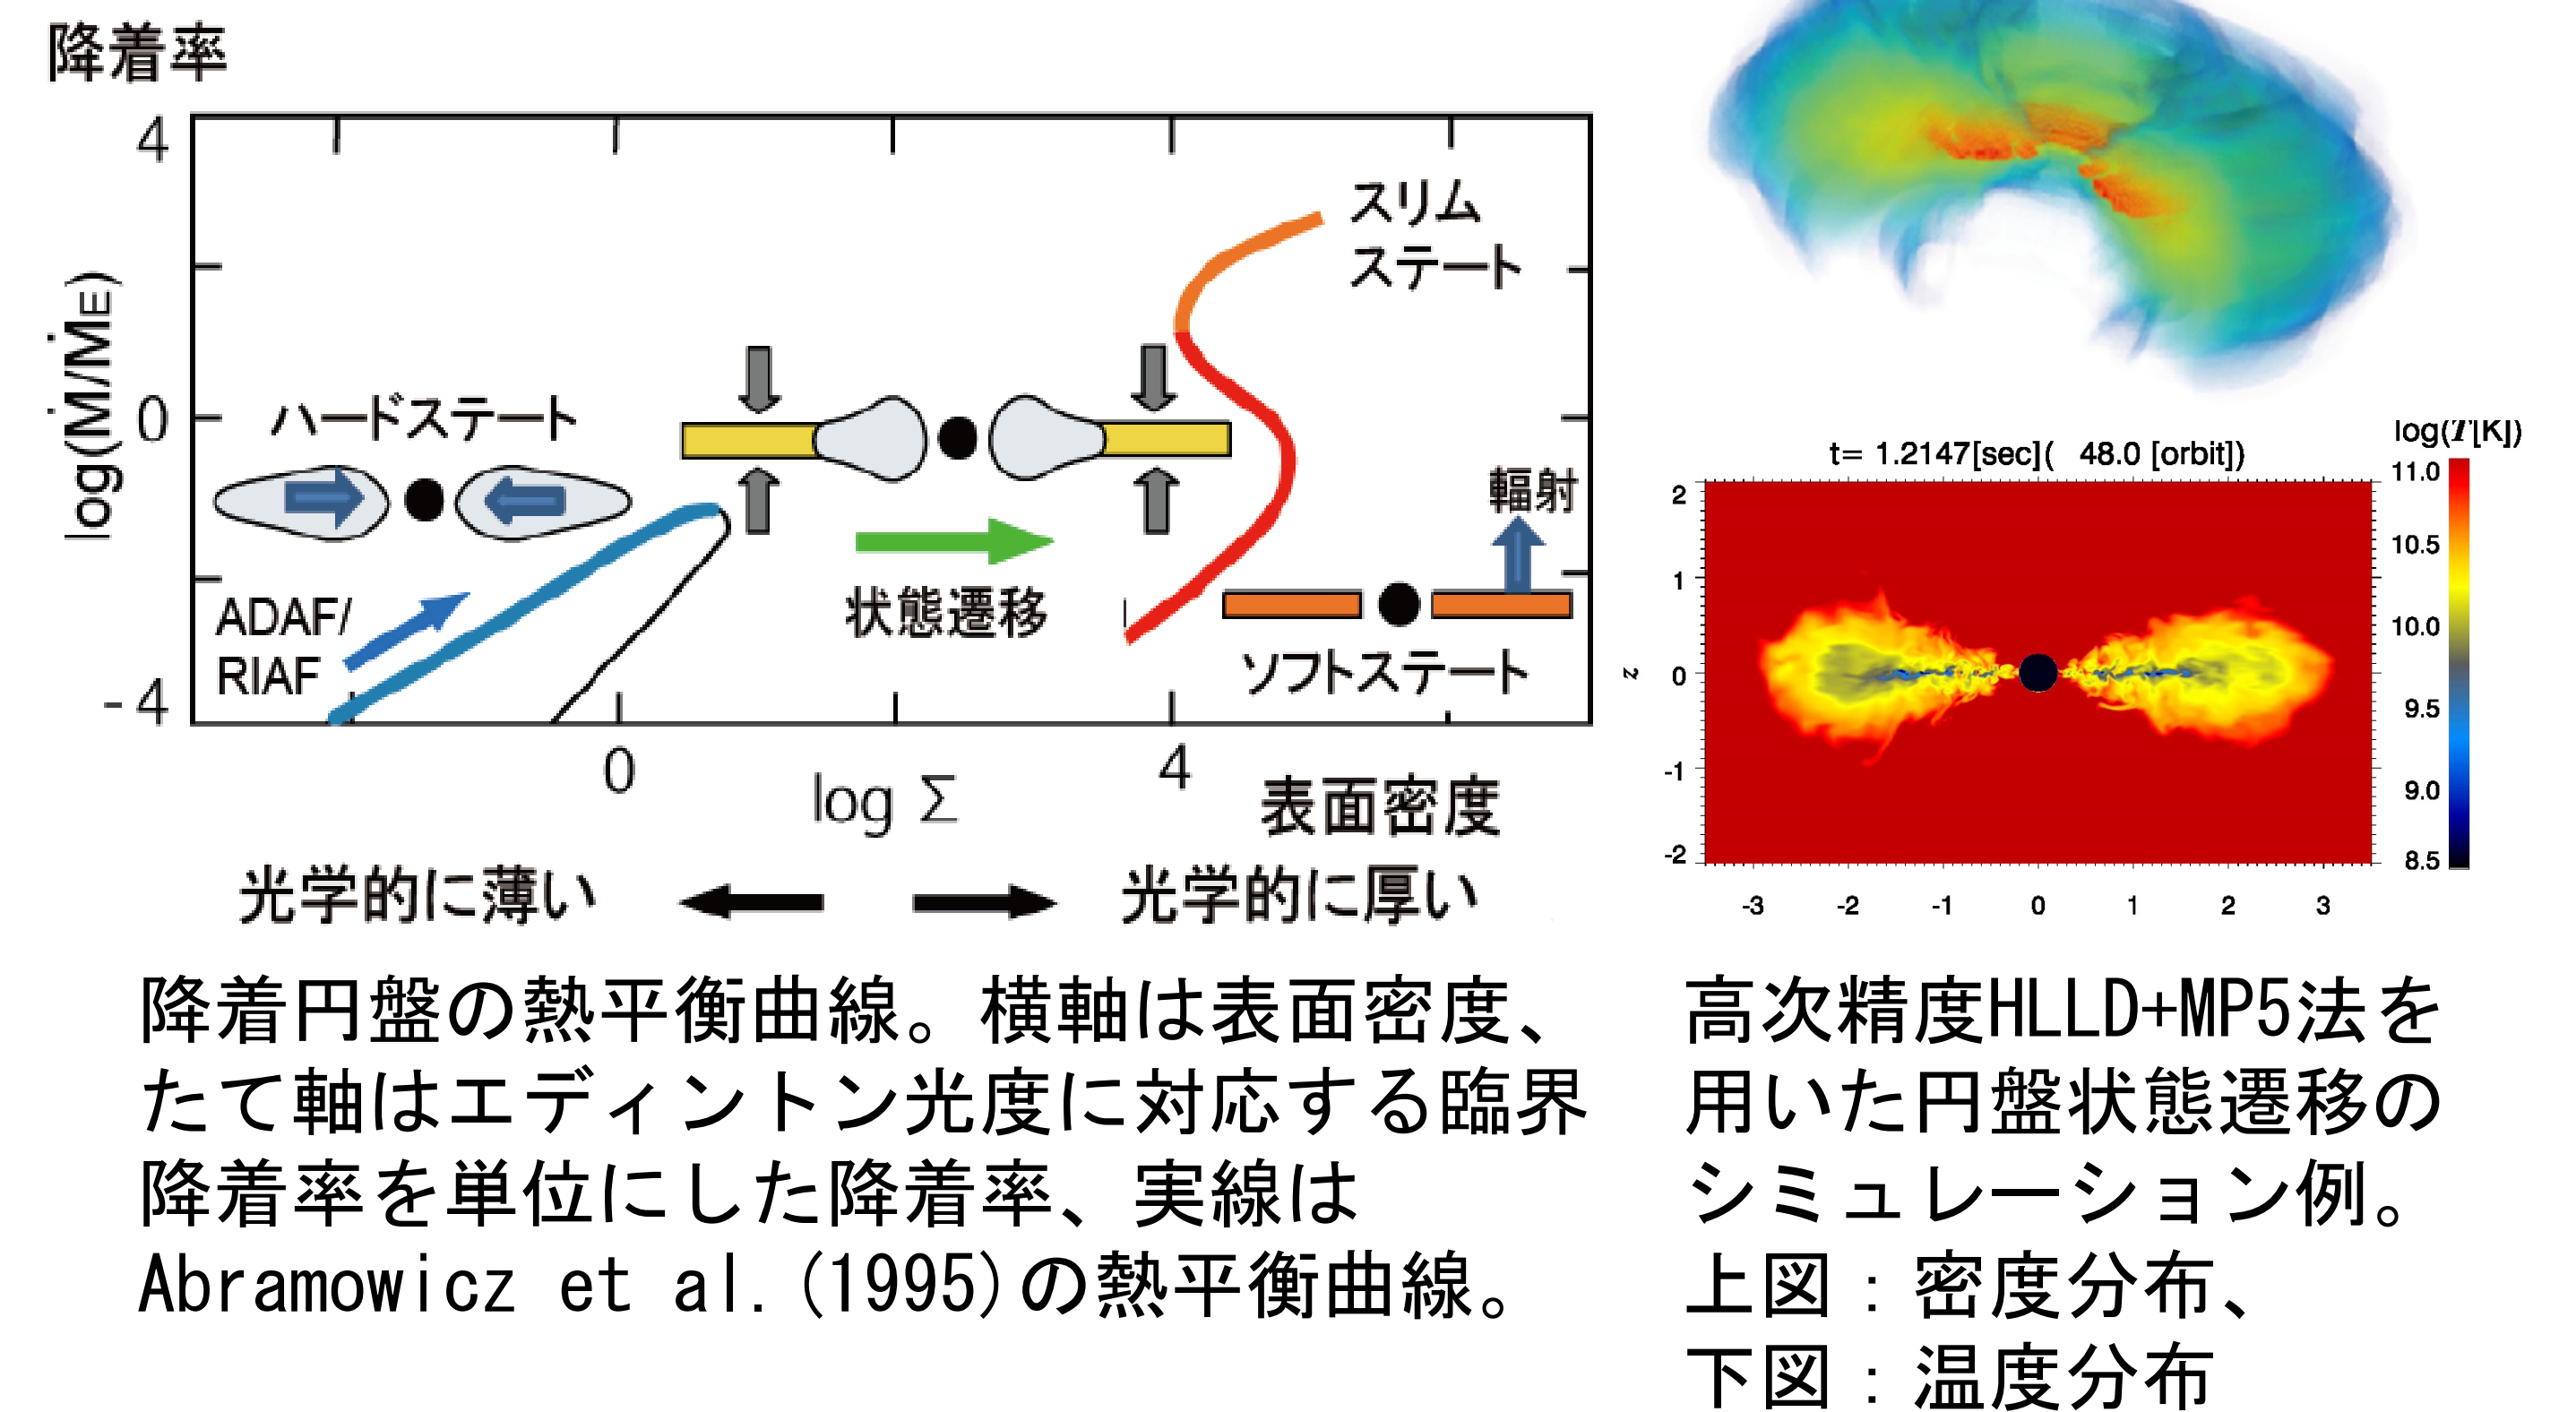 降着率
4
0
-4
log(Ṁ/ṀE)
スリム
ステート
ハードステート
輻射
ADAF/
RIAF
状態遷移
ソフトステート
0
4
log Σ
表面密度
光学的に薄い
光学的に厚い
降着円盤の熱平衡曲線。横軸は表面密度、
たて軸はエディントン光度に対応する臨界
降着率を単位にした降着率、実線は
Abramowicz et al.(1995)の熱平衡曲線。
log(T[K])
t= 1.2147[sec]( 48.0 [orbit])
2
1
0
-1
-2
z
-3 -2 -1 0 1 2 3
11.0
10.5
10.0
9.5
9.0
8.5
高次精度HLLD+MP5法を
用いた円盤状態遷移の
シミュレーション例。
上図：密度分布、
下図：温度分布